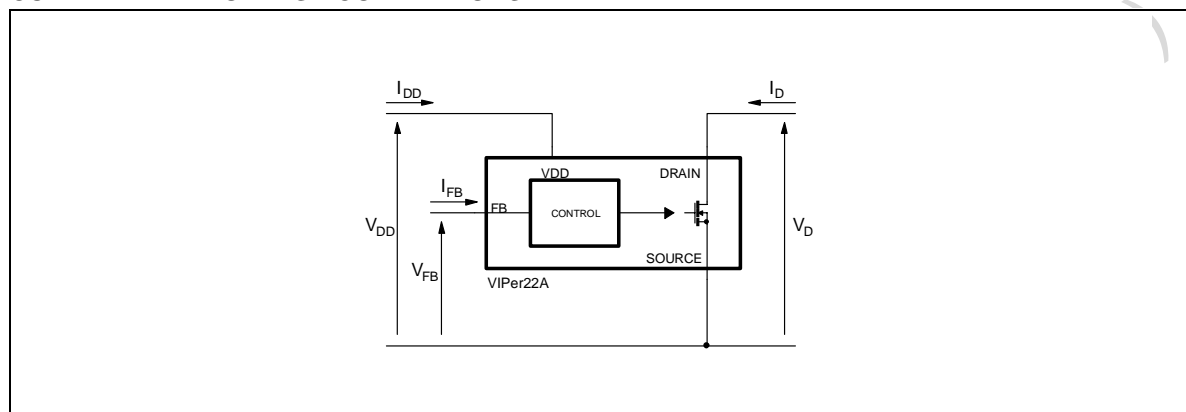 I_DD
I_D
VDD
DRAIN
I_FB
FB
CONTROL
V_DD
V_D
V_FB
SOURCE
VIPer22A